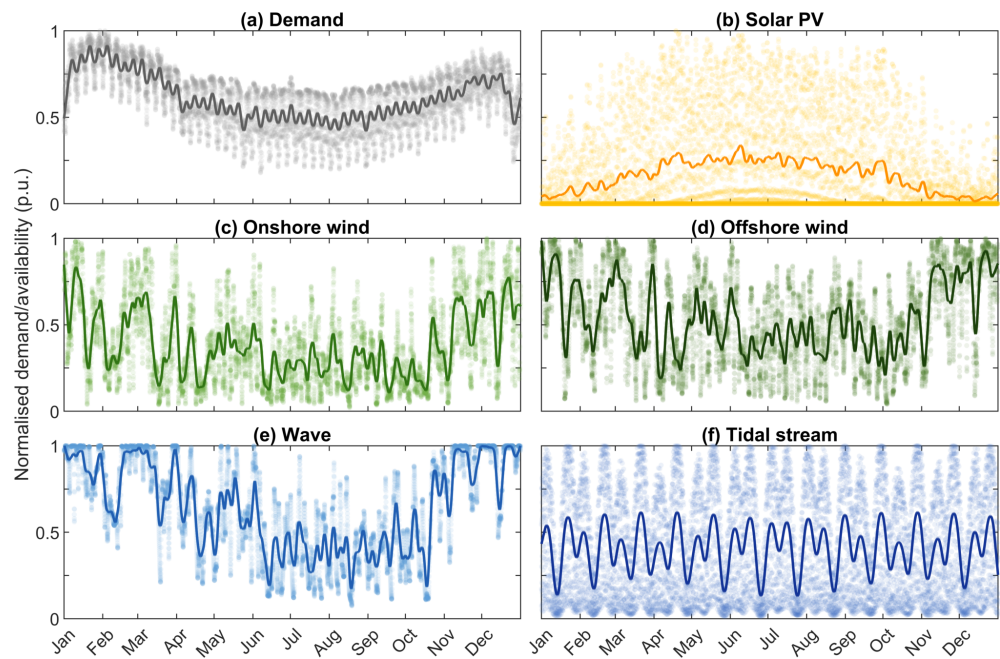 (a) Demand
(b) Solar PV
1
0.5
0
Normalised demand/availability (p.u.)
(c) Onshore wind
(d) Offshore wind
1
0.5
0
(e) Wave
(f) Tidal stream
1
0.5
0
Jan Feb Mar Apr May Jun Jul Aug Sep Oct Nov Dec
Jan Feb Mar Apr May Jun Jul Aug Sep Oct Nov Dec